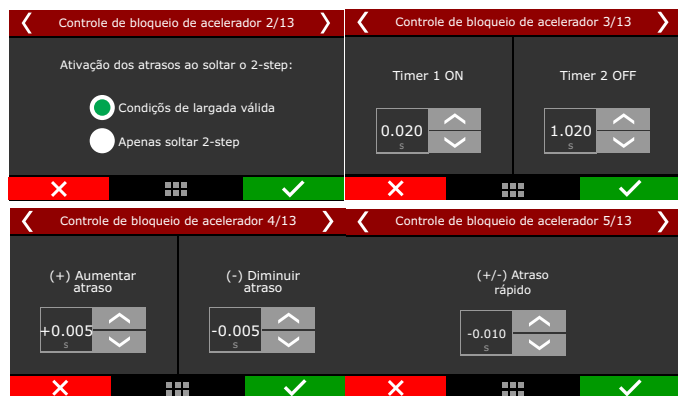 Controle de bloqueio de acelerador 2/13
Ativação dos atrasos ao soltar o 2-step:
Condiçõs de largada válida
Apenas soltar 2-step
Controle de bloqueio de acelerador 3/13
Timer 1 ON
0.020
s
Timer 2 OFF
1.020
s
Controle de bloqueio de acelerador 4/13
(+) Aumentar
atraso
+0.005
s
(-) Diminuir
atraso
-0.005
s
Controle de bloqueio de acelerador 5/13
(+/-) Atraso
rápido
-0.010
s